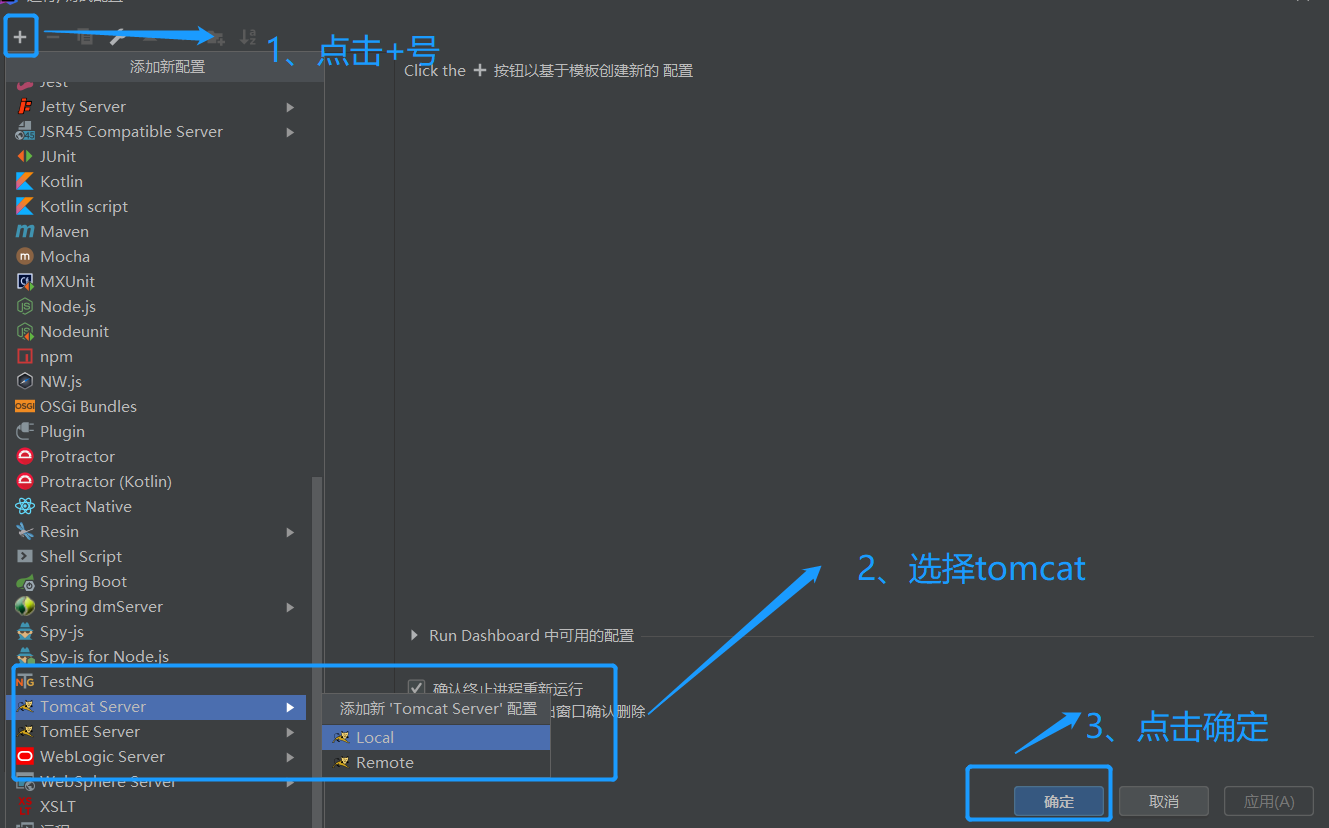 1、点击+号
添加新配置
Click the + 按钮以基于模板创建新的 配置
Jest
Jetty Server
JSR45 Compatible Server
JUnit
Kotlin
Kotlin script
Maven
Mocha
MXUnit
Node.js
Nodeunit
npm
NW.js
OSGi Bundles
Plugin
Protractor
Protractor (Kotlin)
React Native
Resin
Shell Script
Spring Boot
Spring dmServer
Spy-js
Spy-js for Node.js
TestNG
Tomcat Server
TomEE Server
WebLogic Server
WebSphere Server
XSLT
远程
2、选择tomcat
Run Dashboard 中可用的配置
确认终止进程重新运行
出窗口确认删除
添加新 'Tomcat Server' 配置
Local
Remote
3、点击确定
确定
取消
应用(A)